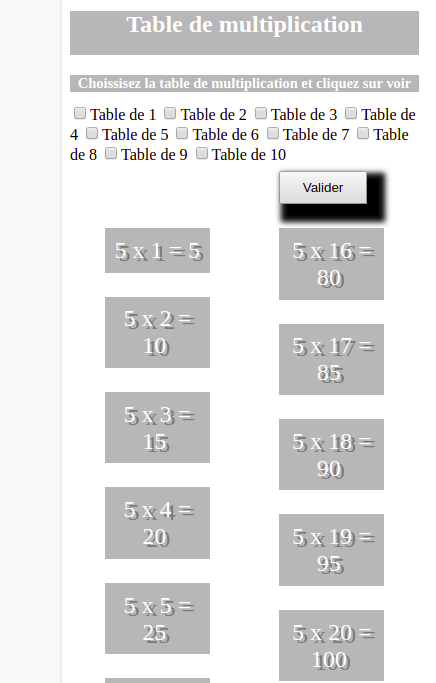 Table de multiplication
Choissisez la table de multiplication et cliquez sur voir
Table de 1 Table de 2 Table de 3 Table de
4 Table de 5 Table de 6 Table de 7 Table
de 8 Table de 9 Table de 10
Valider
5 x 1 = 5
5 x 2 =
10
5 x 3 =
15
5 x 4 =
20
5 x 5 =
25
5 x 16 =
80
5 x 17 =
85
5 x 18 =
90
5 x 19 =
95
5 x 20 =
100